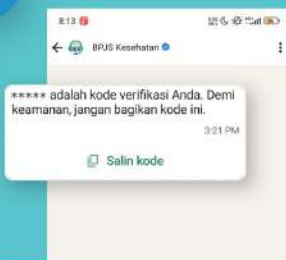 8:13
BPJS Kesehatan
***** adalah kode verifikasi Anda. Demi
keamanan, jangan bagikan kode ini.
3:21 PM
Salin kode